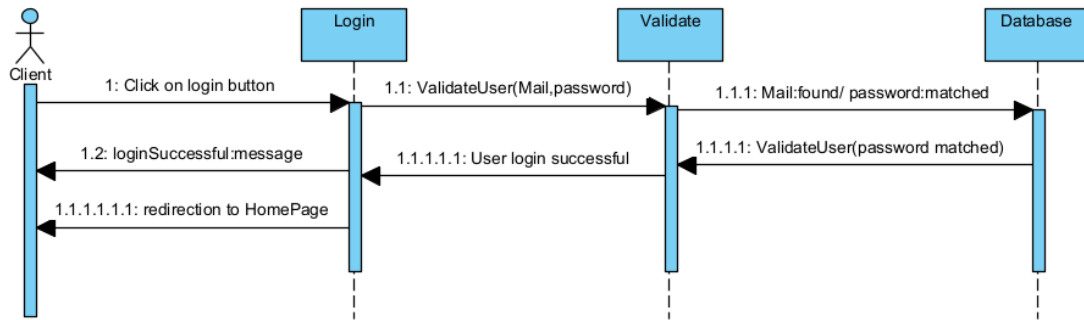 Login
Validate
Database
Client
1: Click on login button
1.1: ValidateUser(Mail,password)
1.1.1: Mail:found/ password:matched
1.2: loginSuccessful:message
1.1.1.1.1: User login successful
1.1.1.1: ValidateUser(password matched)
1.1.1.1.1.1: redirection to HomePage